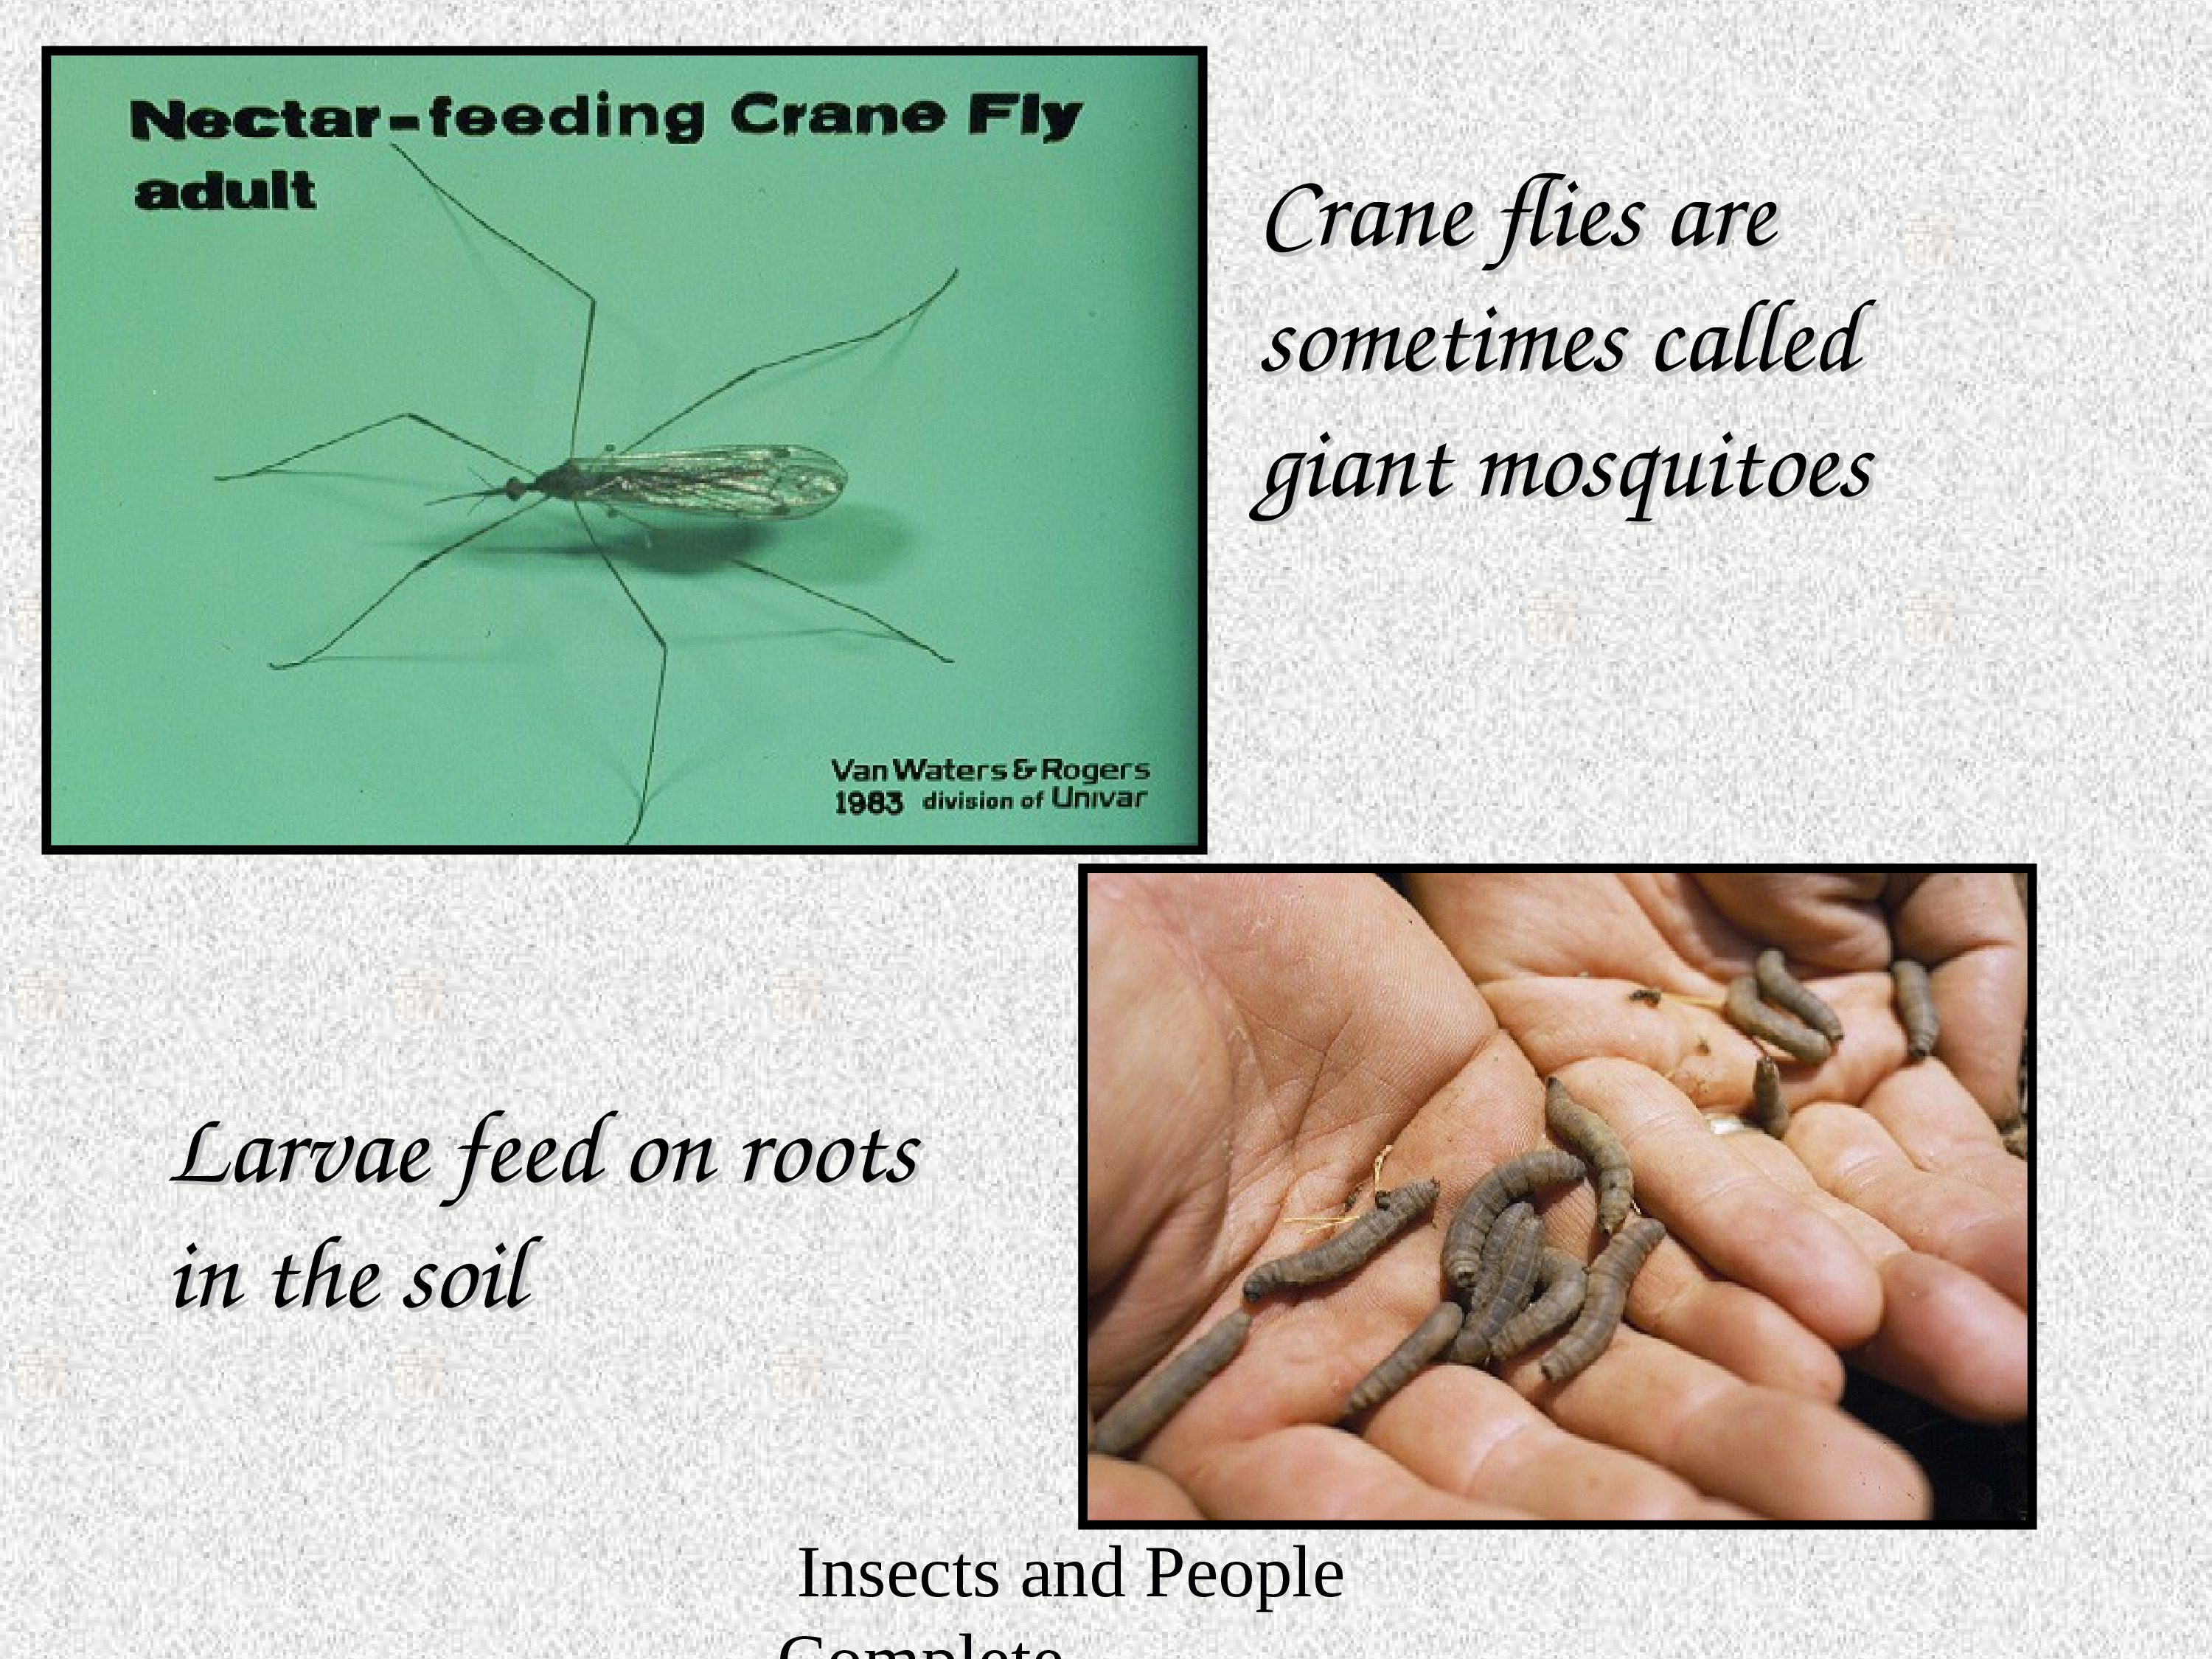 Nectar-feeding Crane Fly
adult
Van Waters & Rogers
1983 division of Univar
Crane flies are
sometimes called
giant mosquitoes
Larvae feed on roots
in the soil
Insects and People
Complete